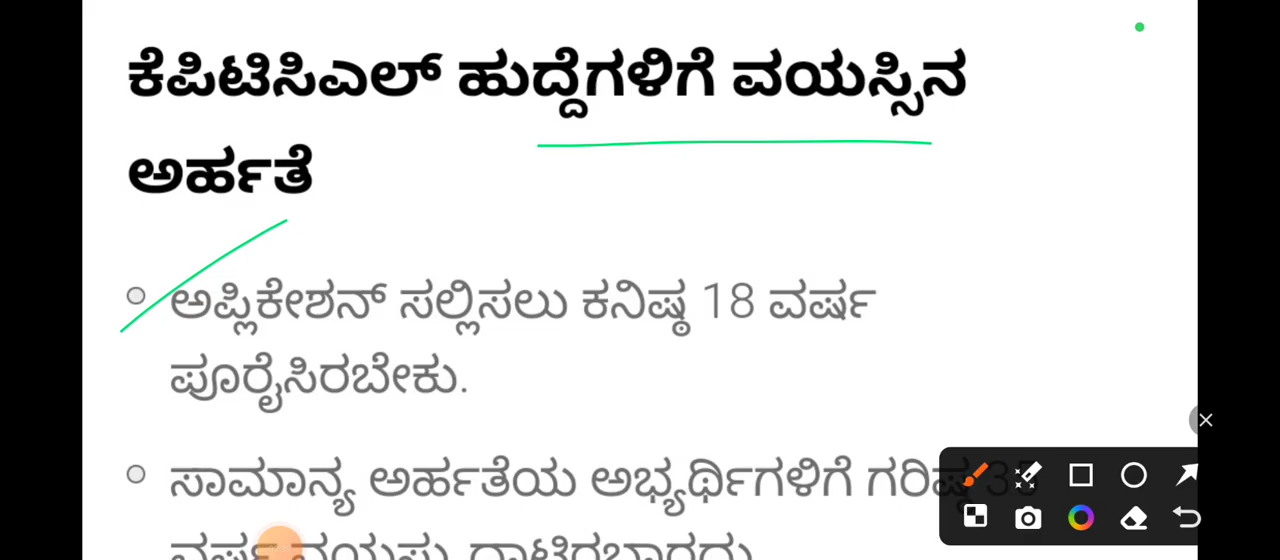 ಕೆಪಿಟಿಸಿಎಲ್ ಹುದ್ದೆಗಳಿಗೆ ವಯಸ್ಸಿನ
ಅರ್ಹತೆ
ಅಪ್ಲಿಕೇಶನ್ ಸಲ್ಲಿಸಲು ಕನಿಷ್ಠ 18 ವರ್ಷ
ಪೂರೈಸಿರಬೇಕು.
ಸಾಮಾನ್ಯ ಅರ್ಹತೆಯ ಅಭ್ಯರ್ಥಿಗಳಿಗೆ ಗರಿಷ್ಠ 35